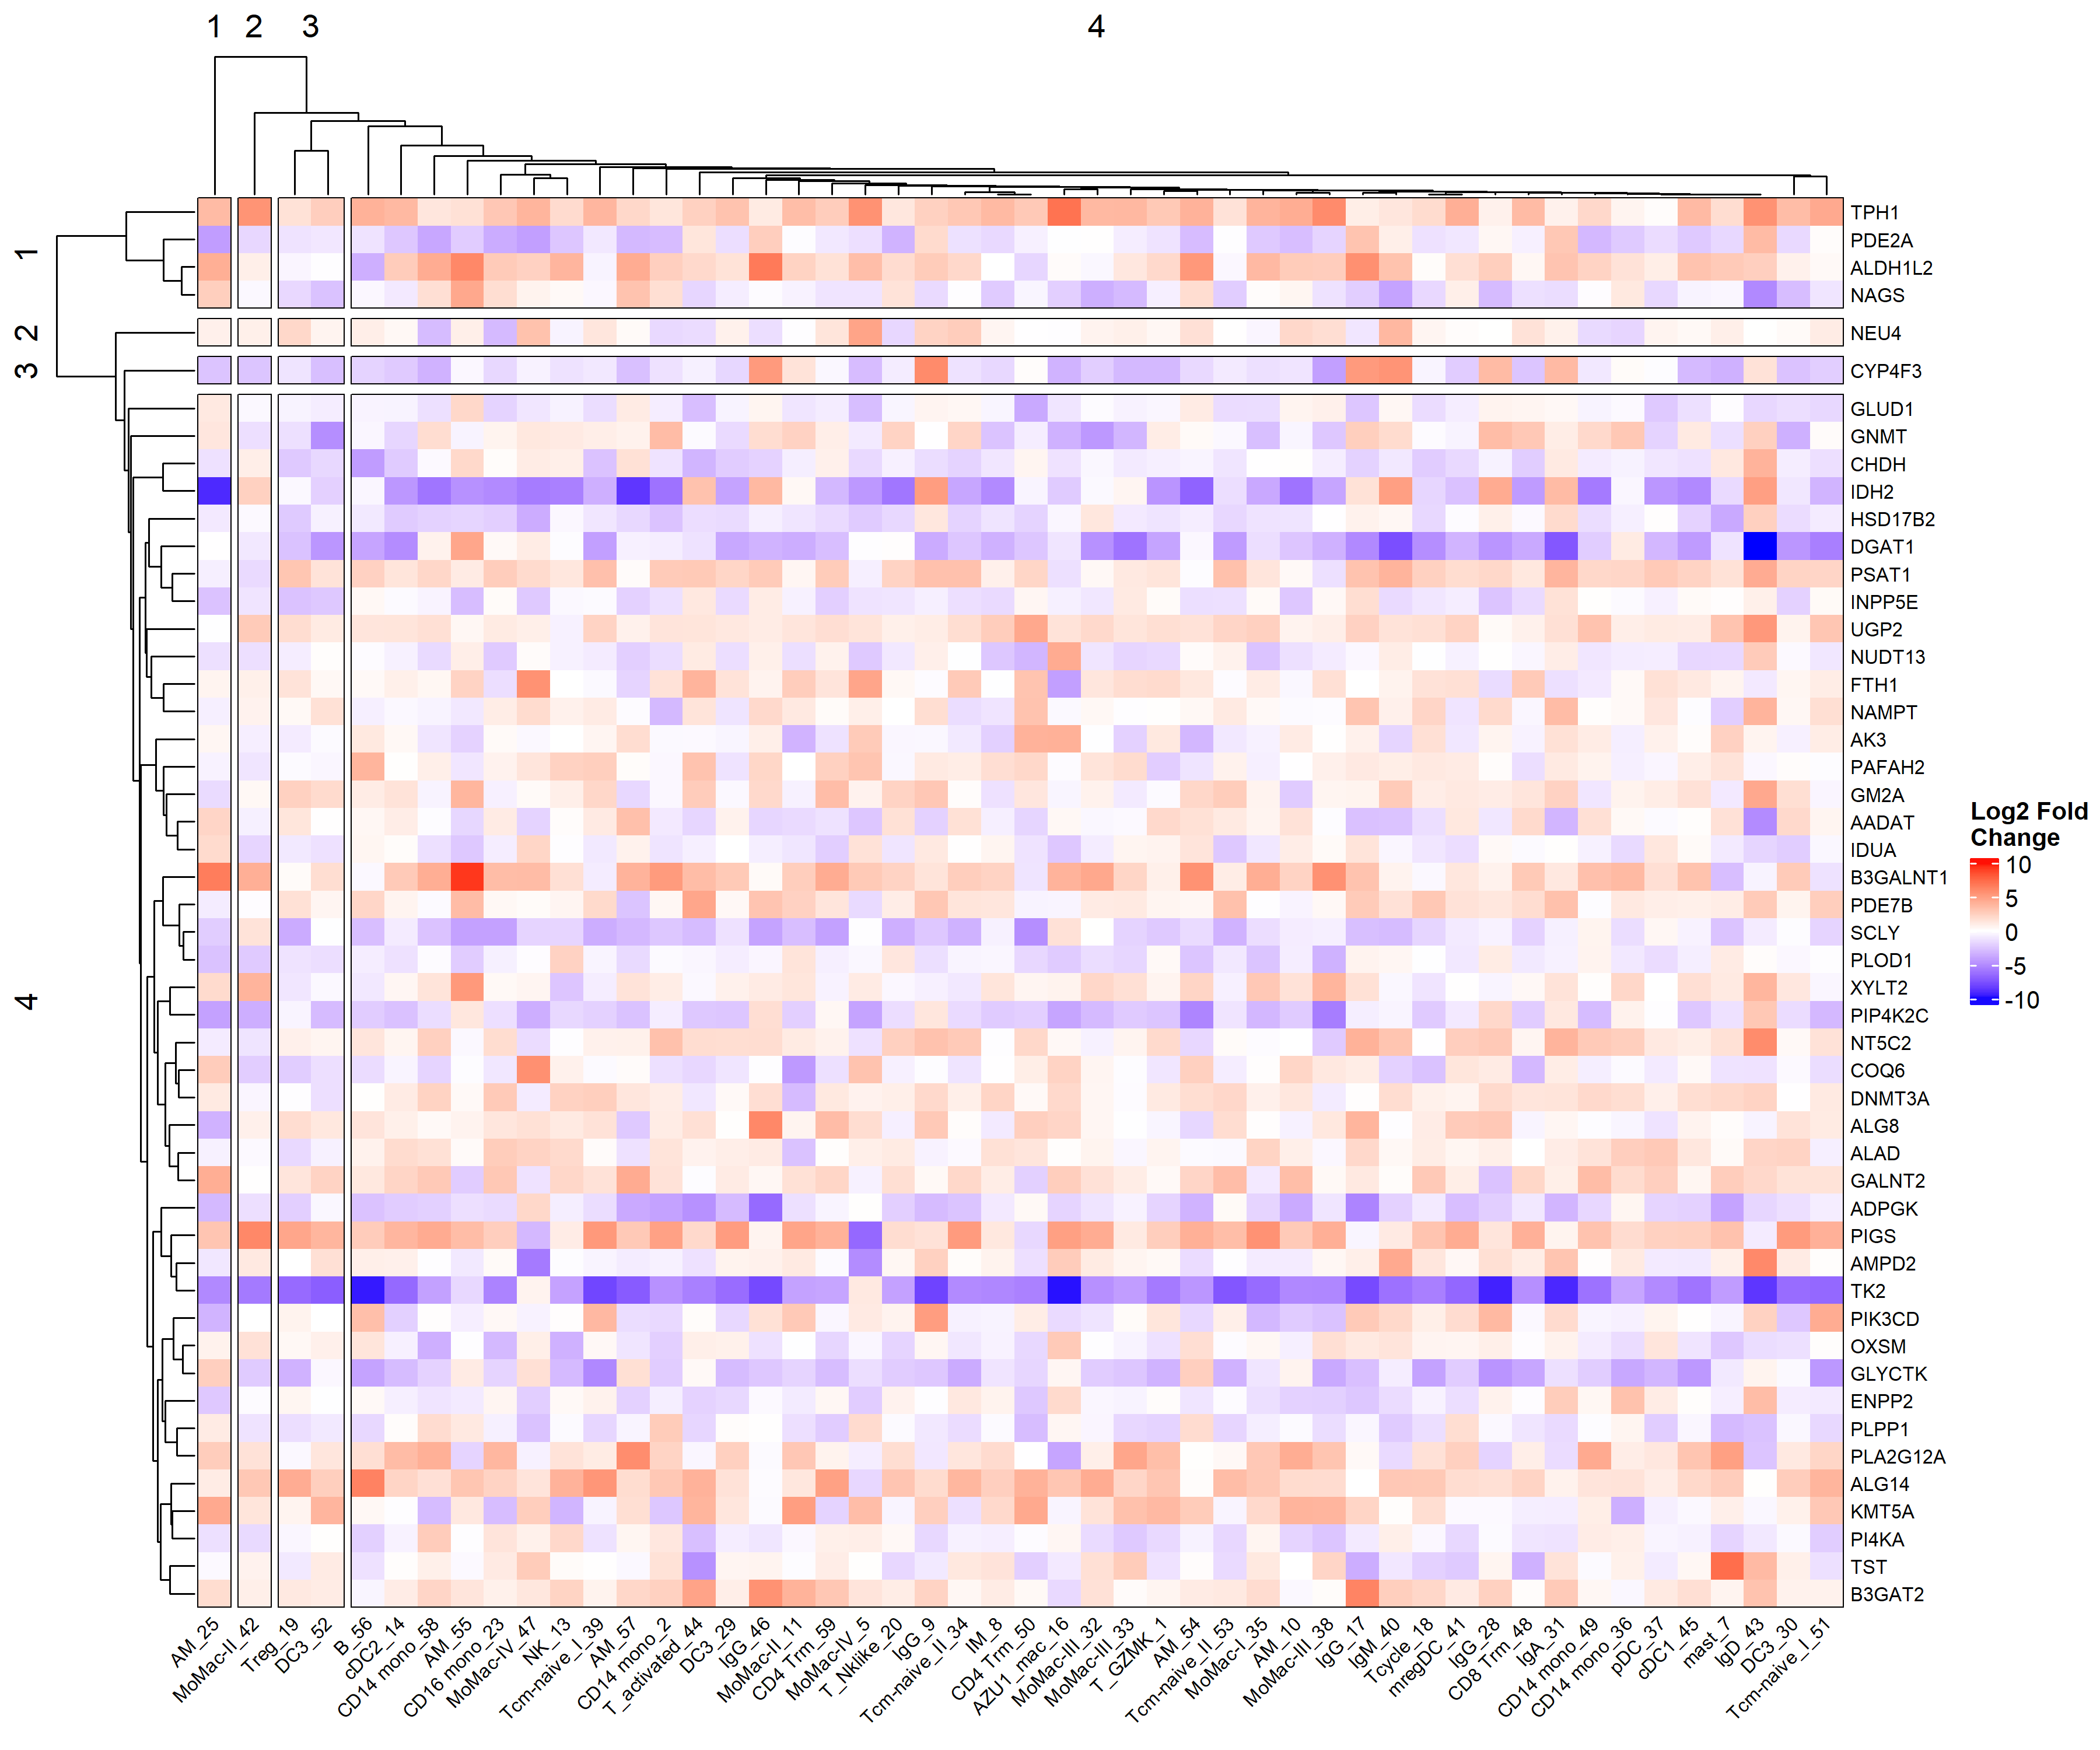 1 2 3 4
1
2
3
4
TPH1
PDE2A
ALDH1L2
NAGS
NEU4
CYP4F3
GLUD1
GNMT
CHDH
IDH2
HSD17B2
DGAT1
PSAT1
INPP5E
UGP2
NUDT13
FTH1
NAMPT
AK3
PAFAH2
GM2A
AADAT
IDUA
B3GALNT1
PDE7B
SCLY
PLOD1
XYLT2
PIP4K2C
NT5C2
COQ6
DNMT3A
ALG8
ALAD
GALNT2
ADPGK
PIGS
AMPD2
TK2
PIK3CD
OXSM
GLYCTK
ENPP2
PLPP1
PLA2G12A
ALG14
KMT5A
PI4KA
TST
B3GAT2
AM_25
MoMac-II_42
Treg_19
DC3_52
B_56
cDC2_14
CD14 mono_58
AM_55
CD16 mono_23
MoMac-IV_47
NK_13
Tcm-naive_I_39
AM_57
CD14 mono_2
T_activated_44
DC3_29
IgG_46
MoMac-II_11
CD4 Trm_59
MoMac-IV_5
T_Nklike_20
IgG_9
Tcm-naive_II_34
IM_8
CD4 Trm_50
AZU1_mac_16
MoMac-III_32
MoMac-III_33
T_GZMK_1
AM_54
Tcm-naive_II_53
MoMac-I_35
AM_10
MoMac-III_38
IgG_17
IgM_40
Tcycle_18
mregDC_41
IgG_28
CD8 Trm_48
IgA_31
CD14 mono_49
CD14 mono_36
pDC_37
cDC1_45
mast_7
IgD_43
DC3_30
Tcm-naive_I_51
Log2 Fold
Change
10
5
0
-5
-10